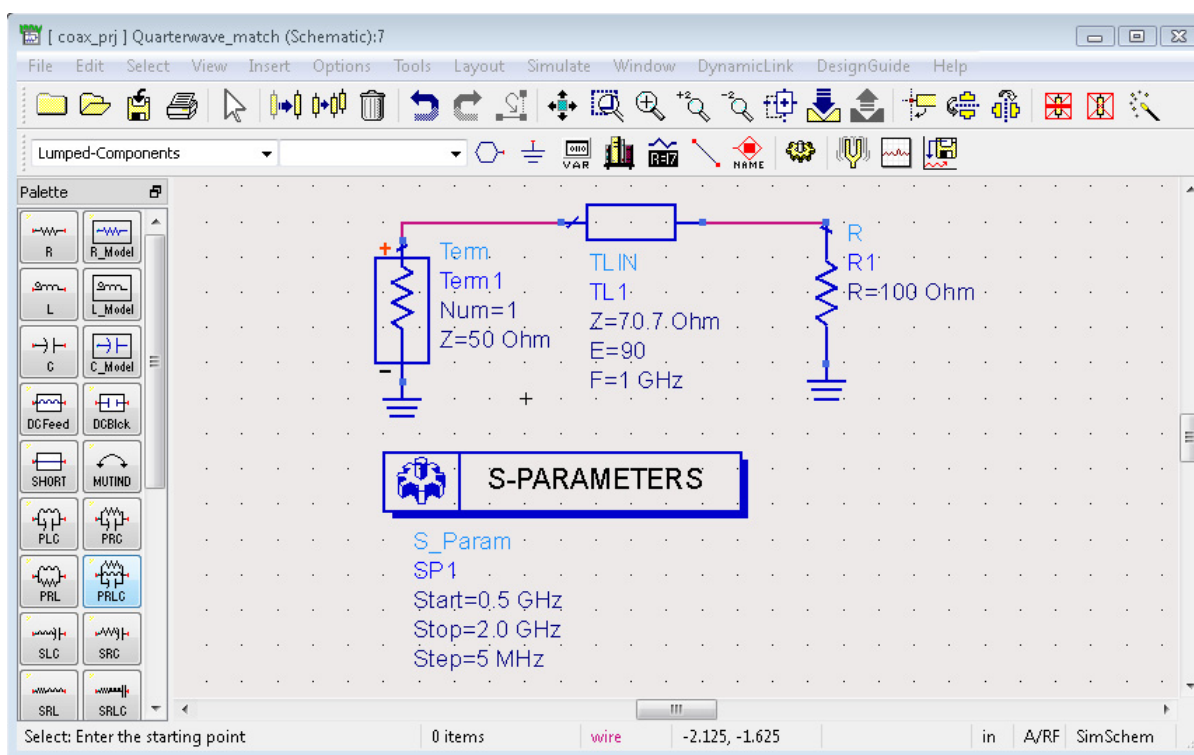 [ coax_prj ] Quarterwave_match (Schematic):7
File Edit Select View Insert Options Tools Layout Simulate Window DynamicLink DesignGuide Help
+2 -2
Lumped-Components VAR R=17 NAME
Palette
R R_Model
L L_Model
C C_Model
DCFeed DCBlck
SHORT MUTIND
PLC PRC
PRL PRLC
SLC SRC
SRL SRLC
+
Term
Term1
Num=1
Z=50 Ohm
-
TLIN
TL1
Z=70.7 Ohm
E=90
F=1 GHz
R
R1
R=100 Ohm
S-PARAMETERS
S_Param
SP1
Start=0.5 GHz
Stop=2.0 GHz
Step=5 MHz
Select: Enter the starting point 0 items wire -2.125, -1.625 in A/RF SimSchem